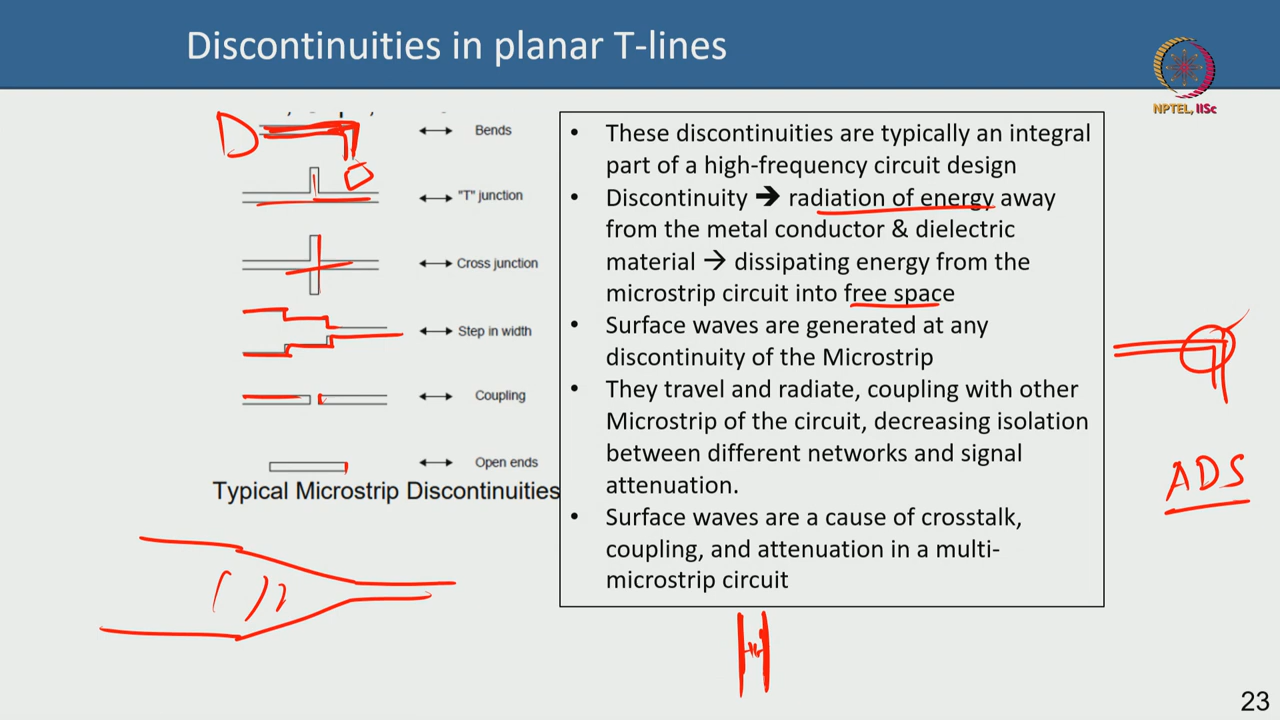 Discontinuities in planar T-lines
NPTEL, IISc
Bends
"T" junction
Cross junction
Step in width
Coupling
Open ends
Typical Microstrip Discontinuities
• These discontinuities are typically an integral
part of a high-frequency circuit design
• Discontinuity → radiation of energy away
from the metal conductor & dielectric
material → dissipating energy from the
microstrip circuit into free space
• Surface waves are generated at any
discontinuity of the Microstrip
• They travel and radiate, coupling with other
Microstrip of the circuit, decreasing isolation
between different networks and signal
attenuation.
• Surface waves are a cause of crosstalk,
coupling, and attenuation in a multi-
microstrip circuit
ADS
23